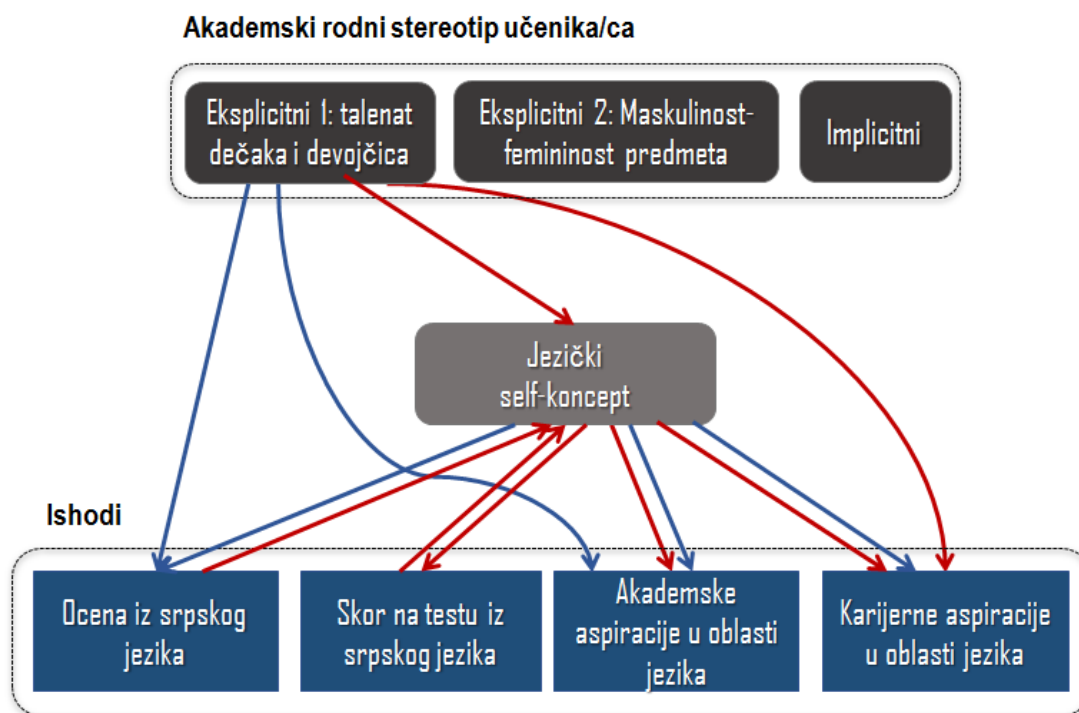 Akademski rodni stereotip učenika/ca
Eksplicitni 1: talenat
dečaka i devojčica
Eksplicitni 2: Maskulinost-
femininost predmeta
Implicitni
Jezički
self-koncept
Ishodi
Ocena iz srpskog
jezika
Skor na testu iz
srpskog jezika
Akademske
aspiracije u oblasti
jezika
Karijerne aspiracije
u oblasti jezika